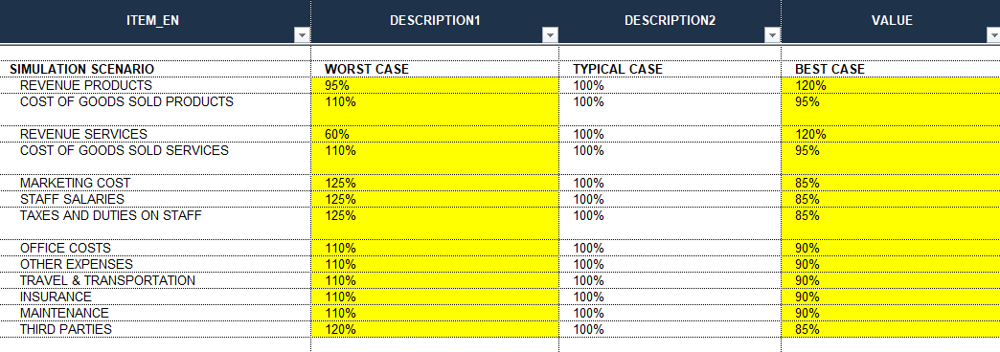 ITEM_EN DESCRIPTION1 DESCRIPTION2 VALUE
SIMULATION SCENARIO WORST CASE TYPICAL CASE BEST CASE
REVENUE PRODUCTS 95% 100% 120%
COST OF GOODS SOLD PRODUCTS 110% 100% 95%
REVENUE SERVICES 60% 100% 120%
COST OF GOODS SOLD SERVICES 110% 100% 95%
MARKETING COST 125% 100% 85%
STAFF SALARIES 125% 100% 85%
TAXES AND DUTIES ON STAFF 125% 100% 85%
OFFICE COSTS 110% 100% 90%
OTHER EXPENSES 110% 100% 90%
TRAVEL & TRANSPORTATION 110% 100% 90%
INSURANCE 110% 100% 90%
MAINTENANCE 110% 100% 90%
THIRD PARTIES 120% 100% 85%